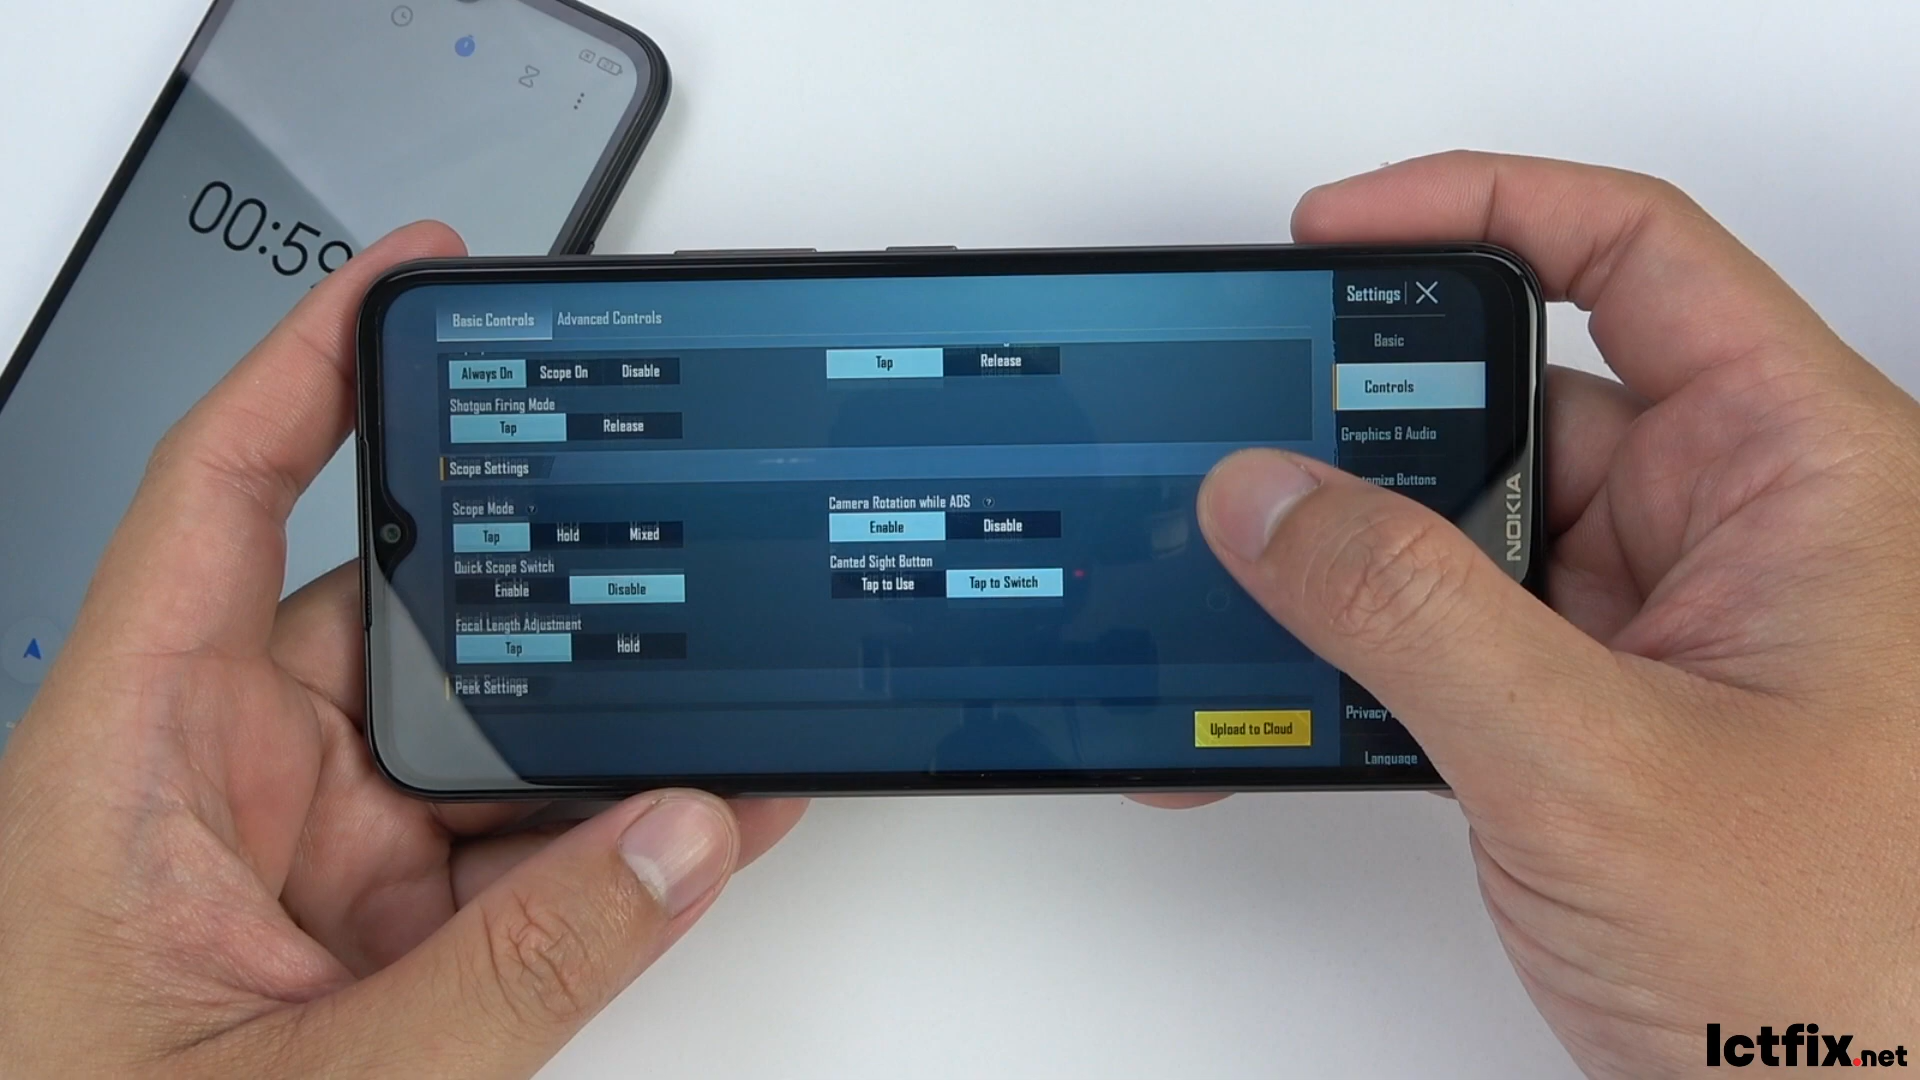 00:59
Basic Controls Advanced Controls
Settings
Basic
Controls
Graphics & Audio
Always On Scope On Disable
Tap Release
Shotgun Firing Mode
Tap Release
Scope Settings
Scope Mode ?
Tap Hold Mixed
Camera Rotation while ADS ?
Enable Disable
Quick Scope Switch
Enable Disable
Canted Sight Button
Tap to Use Tap to Switch
Focal Length Adjustment
Tap Hold
Peek Settings
Upload to Cloud
Buttons
Privacy
Language
NOKIA
Ictfix.net